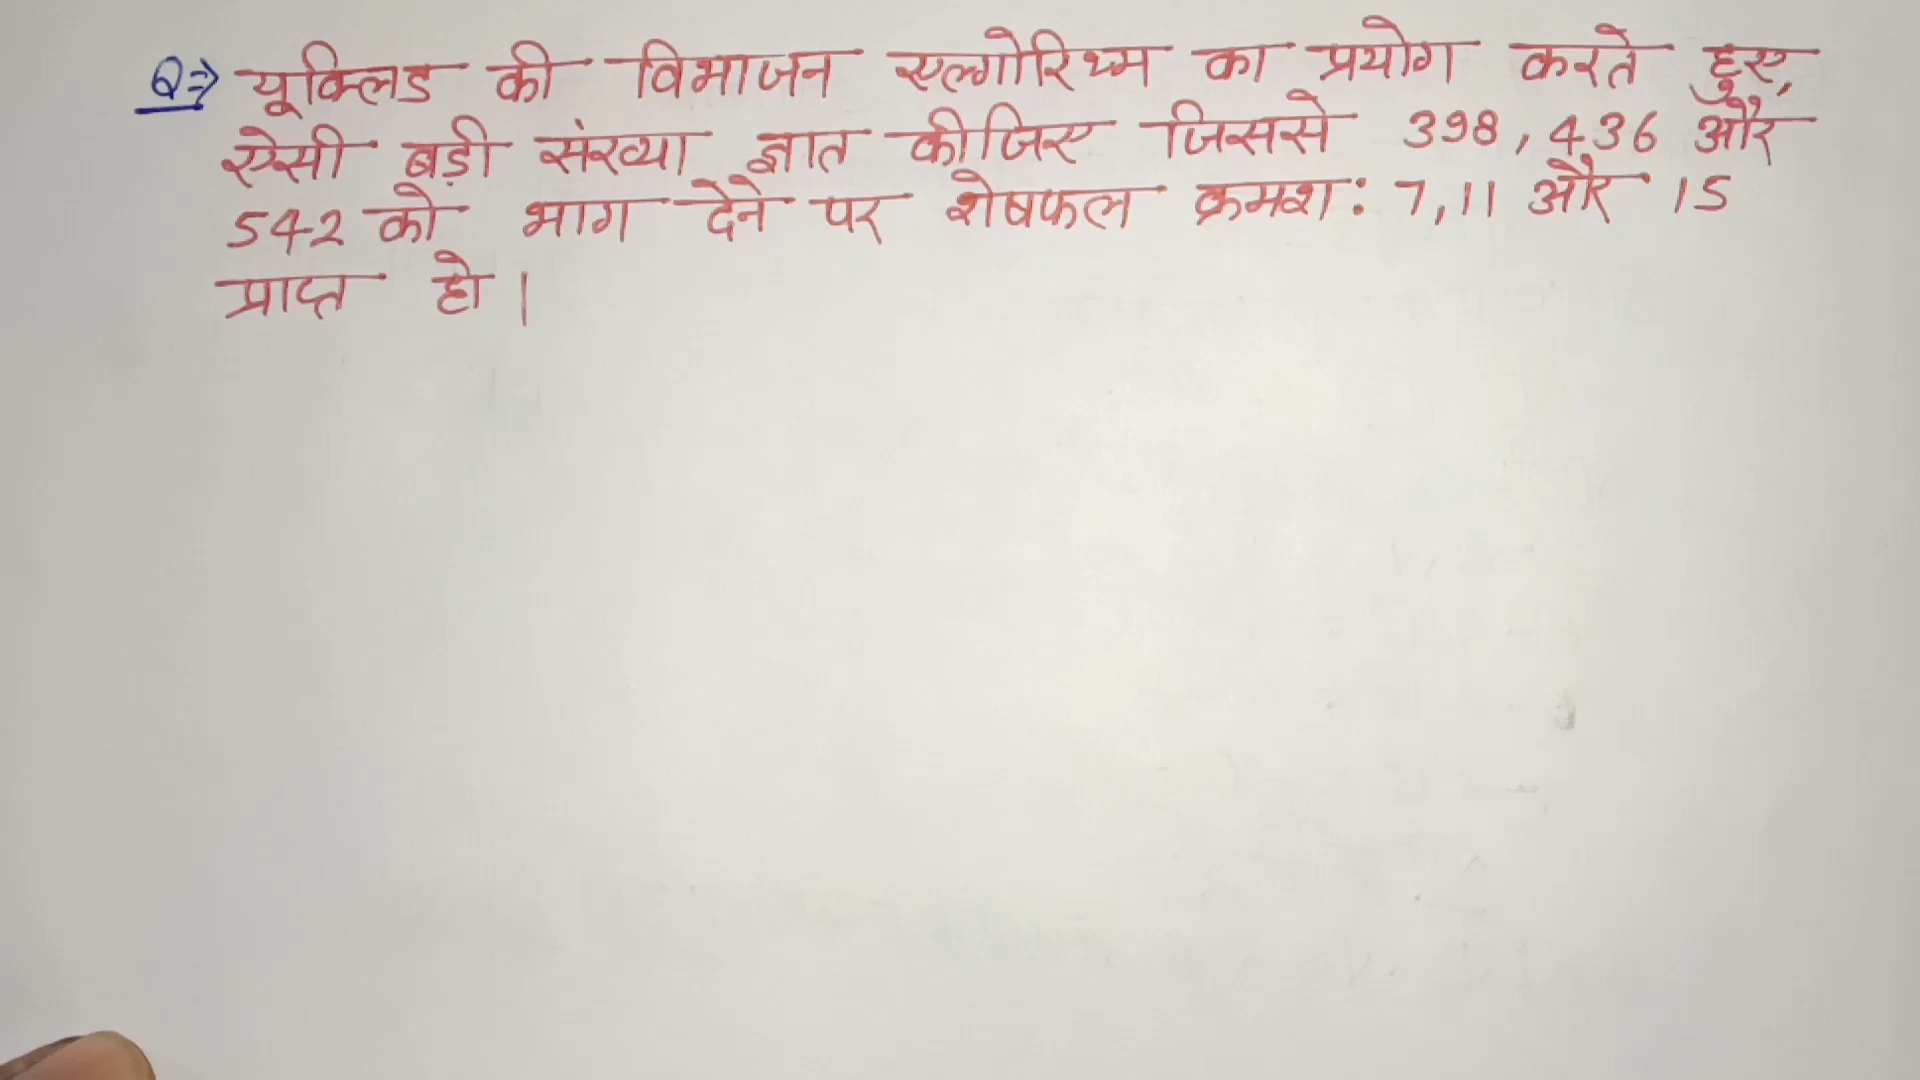 Q⇒ यूक्लिड की विभाजन एल्गोरिथ्म का प्रयोग करते हुए,
ऐसी बड़ी संख्या ज्ञात कीजिए जिससे 398, 436 और
542 को भाग देने पर शेषफल क्रमश: 7, 11 और 15
प्राप्त हो।